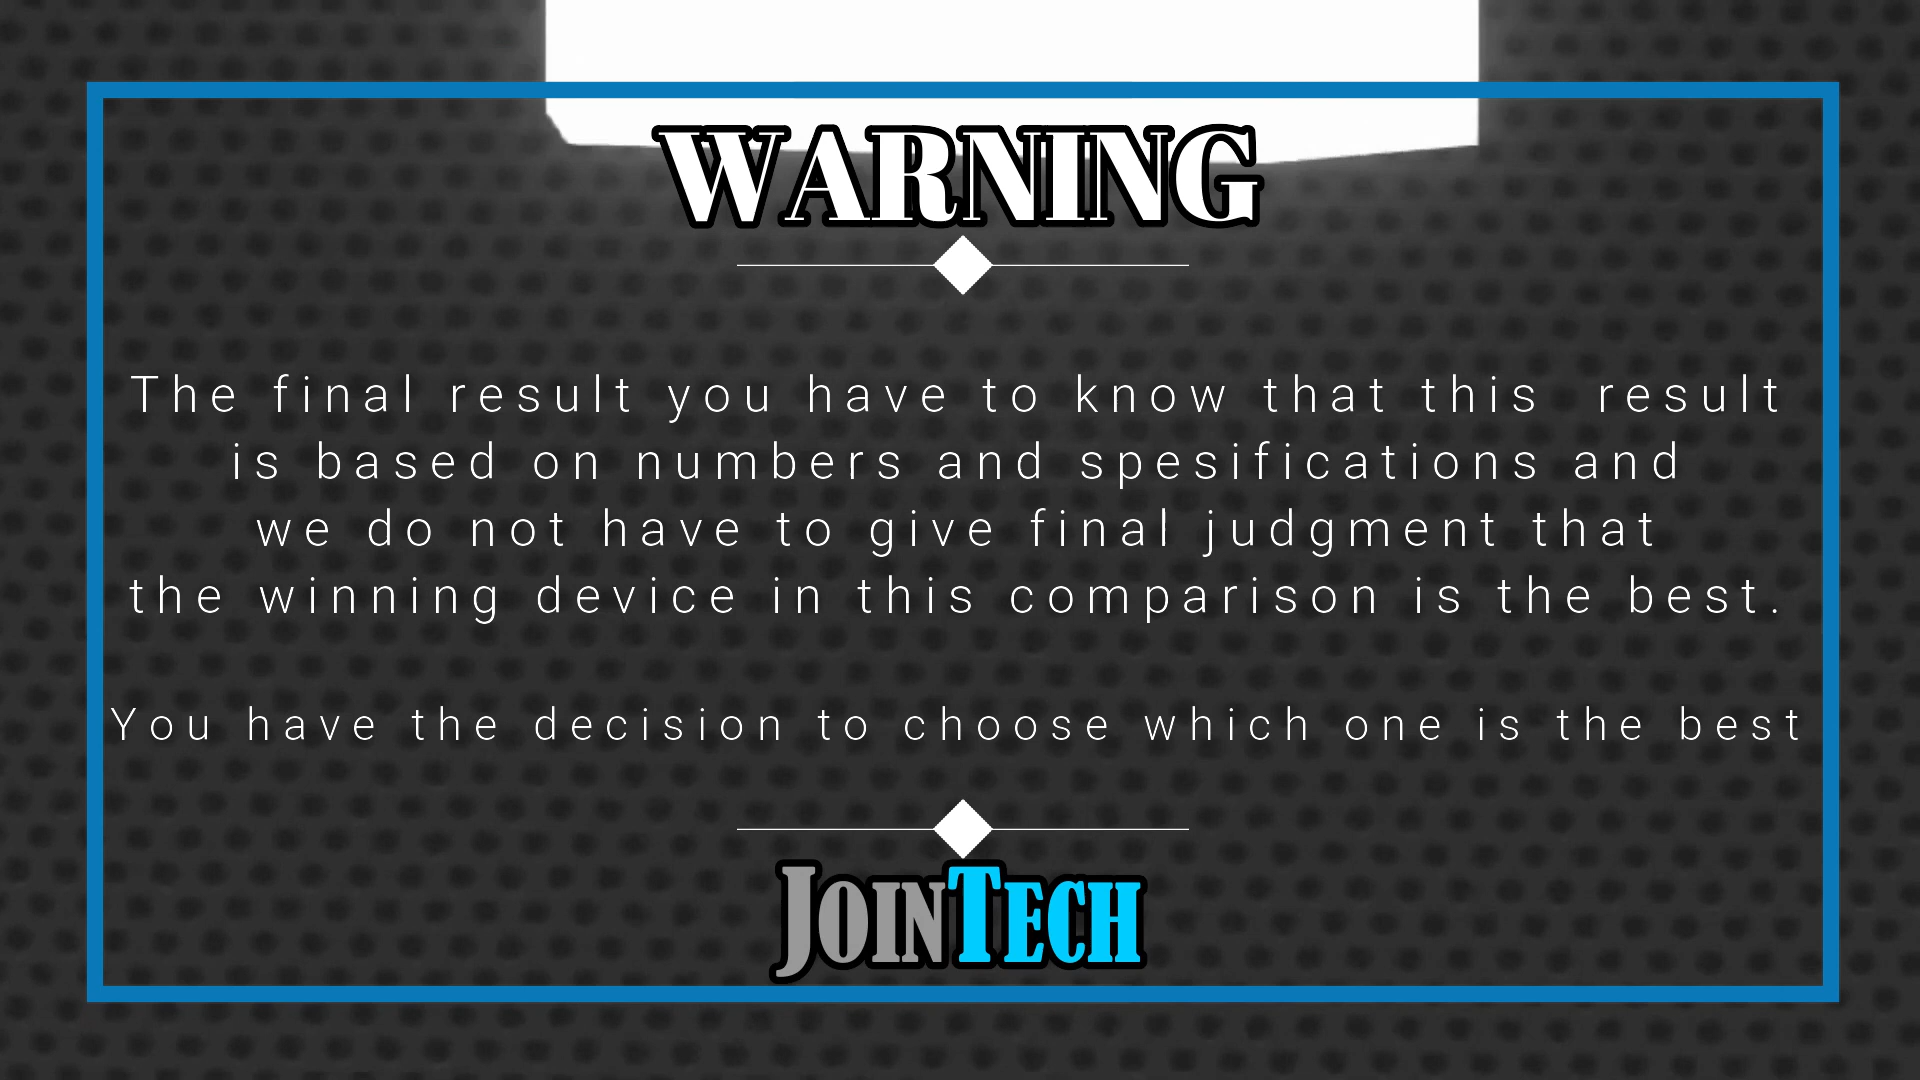 WARNING
The final result you have to know that this result
is based on numbers and spesifications and
we do not have to give final judgment that
the winning device in this comparison is the best.
You have the decision to choose which one is the best
JOINTECH